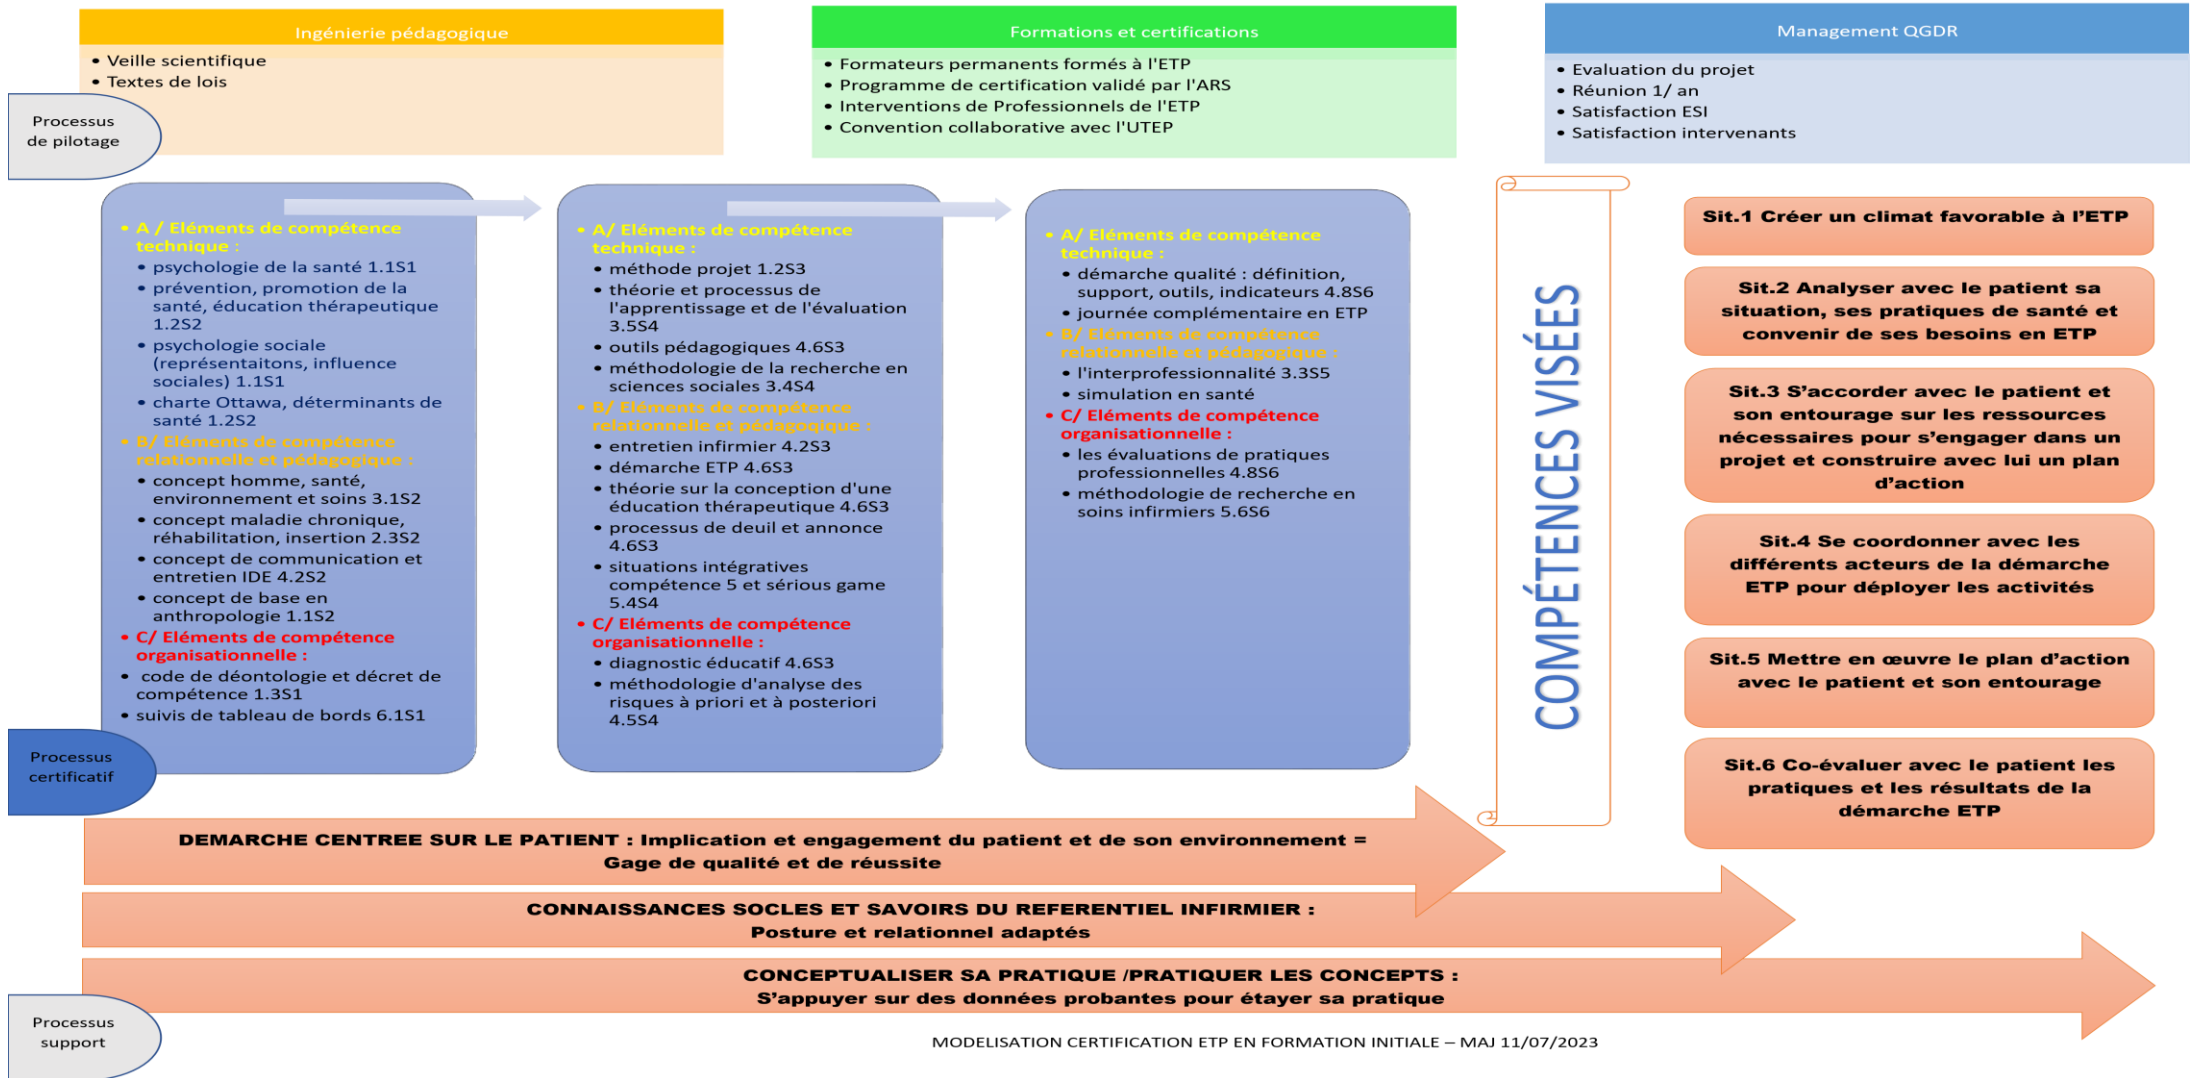 Ingénierie pédagogique
• Veille scientifique
• Textes de lois
Formations et certifications
• Formateurs permanents formés à l'ETP
• Programme de certification validé par l'ARS
• Interventions de Professionnels de l'ETP
• Convention collaborative avec l'UTEP
Management QGDR
• Evaluation du projet
• Réunion 1/ an
• Satisfaction ESI
• Satisfaction intervenants
Processus
de pilotage
• A / Eléments de compétence
technique :
• psychologie de la santé 1.1S1
• prévention, promotion de la
santé, éducation thérapeutique
1.2S2
• psychologie sociale
(représentaitons, influence
sociales) 1.1S1
• charte Ottawa, déterminants de
santé 1.2S2
• B/ Eléments de compétence
relationnelle et pédagogique :
• concept homme, santé,
environnement et soins 3.1S2
• concept maladie chronique,
réhabilitation, insertion 2.3S2
• concept de communication et
entretien IDE 4.2S2
• concept de base en
anthropologie 1.1S2
• C/ Eléments de compétence
organisationnelle :
• code de déontologie et décret de
compétence 1.3S1
• suivis de tableau de bords 6.1S1
• A/ Eléments de compétence
technique :
• méthode projet 1.2S3
• théorie et processus de
l'apprentissage et de l'évaluation
3.5S4
• outils pédagogiques 4.6S3
• méthodologie de la recherche en
sciences sociales 3.4S4
• B/ Eléments de compétence
relationnelle et pédagogique :
• entretien infirmier 4.2S3
• démarche ETP 4.6S3
• théorie sur la conception d'une
éducation thérapeutique 4.6S3
• processus de deuil et annonce
4.6S3
• situations intégratives
compétence 5 et sérious game
5.4S4
• C/ Eléments de compétence
organisationnelle :
• diagnostic éducatif 4.6S3
• méthodologie d'analyse des
risques à priori et à posteriori
4.5S4
• A/ Eléments de compétence
technique :
• démarche qualité : définition,
support, outils, indicateurs 4.8S6
• journée complémentaire en ETP
• B/ Eléments de compétence
relationnelle et pédagogique :
• l'interprofessionnalité 3.3S5
• simulation en santé
• C/ Eléments de compétence
organisationnelle :
• les évaluations de pratiques
professionnelles 4.8S6
• méthodologie de recherche en
soins infirmiers 5.6S6
COMPÉTENCES VISÉES
Sit.1 Créer un climat favorable à l’ETP
Sit.2 Analyser avec le patient sa
situation, ses pratiques de santé et
convenir de ses besoins en ETP
Sit.3 S’accorder avec le patient et
son entourage sur les ressources
nécessaires pour s’engager dans un
projet et construire avec lui un plan
d’action
Sit.4 Se coordonner avec les
différents acteurs de la démarche
ETP pour déployer les activités
Sit.5 Mettre en œuvre le plan d’action
avec le patient et son entourage
Sit.6 Co-évaluer avec le patient les
pratiques et les résultats de la
démarche ETP
Processus
certificatif
DEMARCHE CENTREE SUR LE PATIENT : Implication et engagement du patient et de son environnement =
Gage de qualité et de réussite
CONNAISSANCES SOCLES ET SAVOIRS DU REFERENTIEL INFIRMIER :
Posture et relationnel adaptés
CONCEPTUALISER SA PRATIQUE /PRATIQUER LES CONCEPTS :
S’appuyer sur des données probantes pour étayer sa pratique
Processus
support
MODELISATION CERTIFICATION ETP EN FORMATION INITIALE – MAJ 11/07/2023